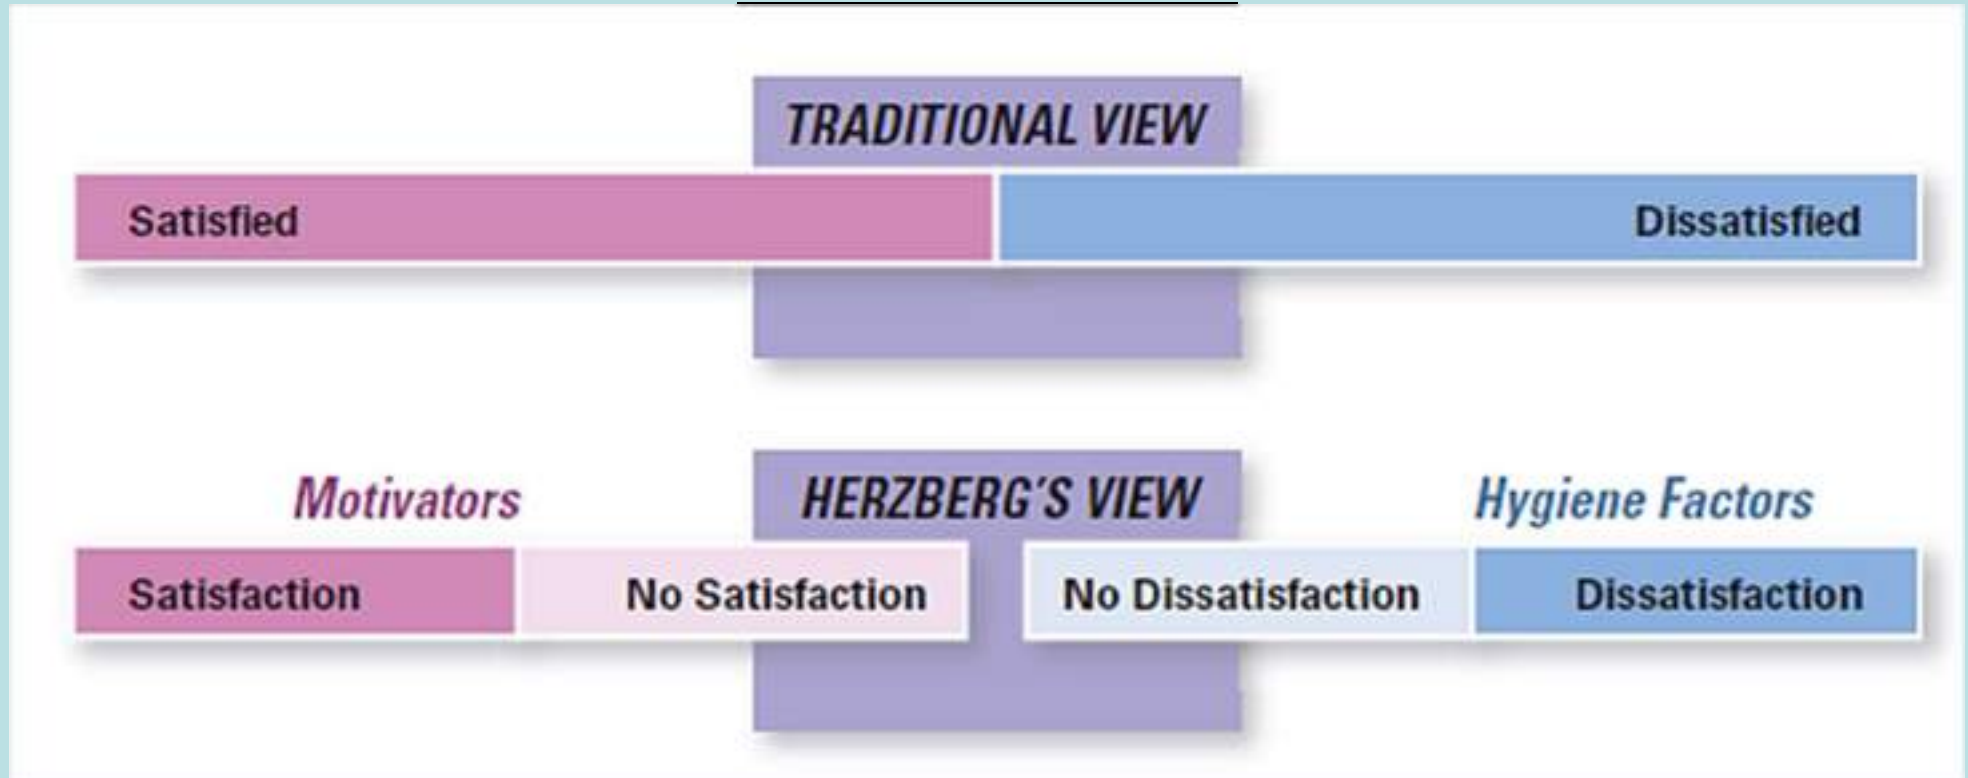 TRADITIONAL VIEW
Satisfied Dissatisfied
Motivators HERZBERG'S VIEW Hygiene Factors
Satisfaction No Satisfaction No Dissatisfaction Dissatisfaction